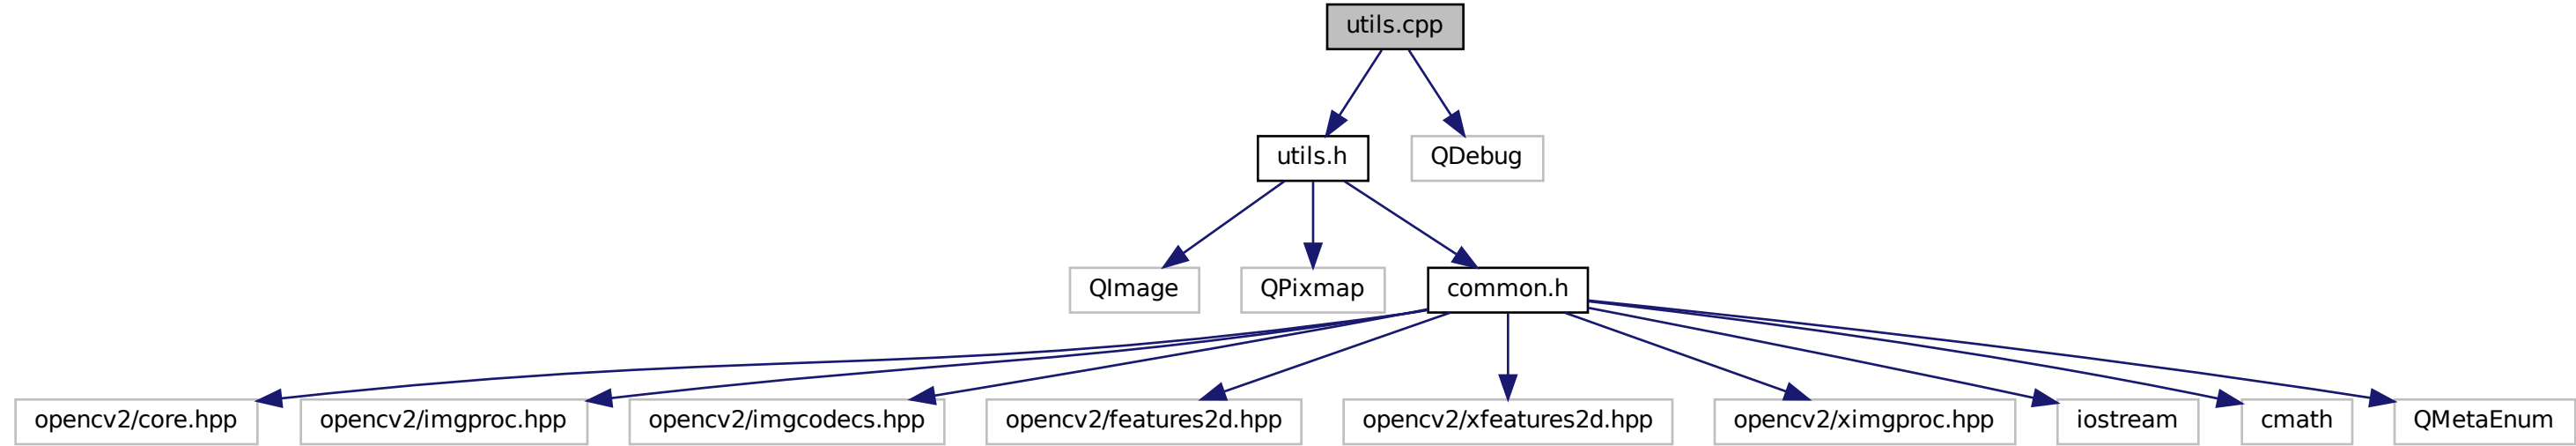 utils.cpp
utils.h
QDebug
QImage
QPixmap
common.h
opencv2/core.hpp
opencv2/imgproc.hpp
opencv2/imgcodecs.hpp
opencv2/features2d.hpp
opencv2/xfeatures2d.hpp
opencv2/ximgproc.hpp
iostream
cmath
QMetaEnum